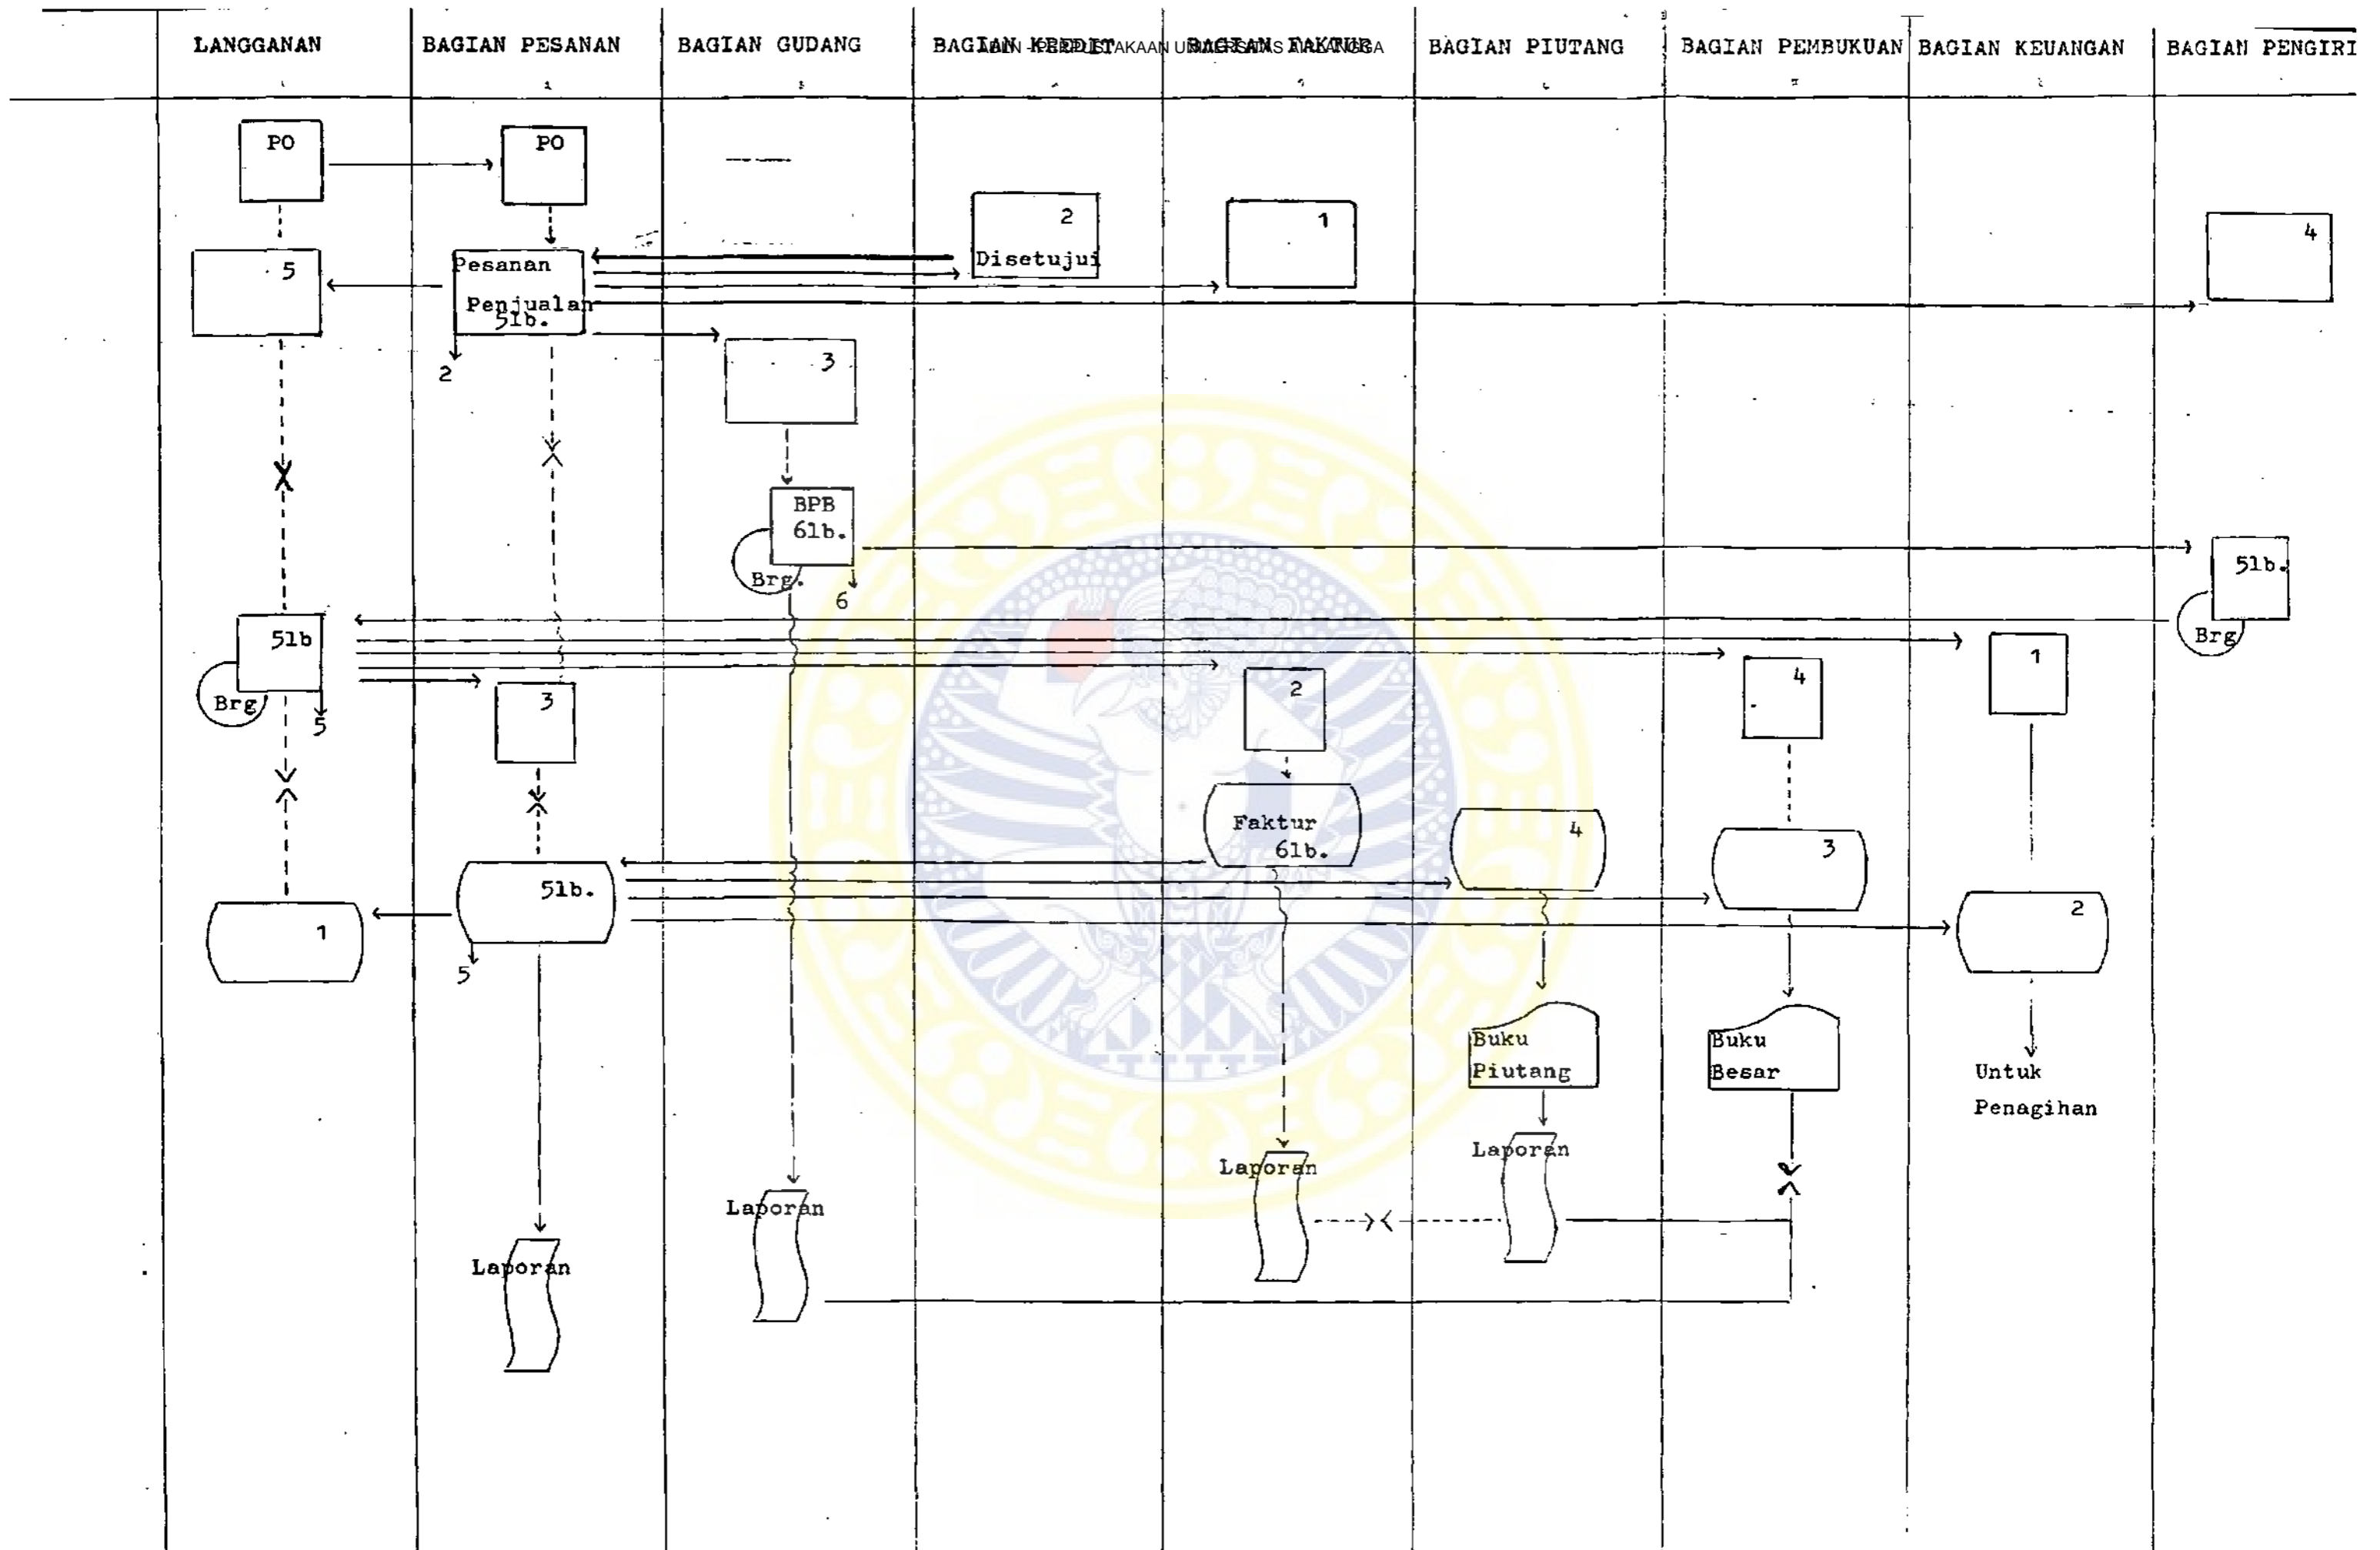 LANGGANAN
BAGIAN PESANAN
BAGIAN GUDANG
BAGIAN KREDIT
BAGIAN FAKTUR
BAGIAN PIUTANG
BAGIAN PEMBUKUAN
BAGIAN KEUANGAN
BAGIAN PENGIRI
PO
PO
2
Disetujui
1
4
5
Pesanan
Penjualan
5lb.
2
3
BPB
6lb.
Brg.
6
5lb.
Brg
5lb
Brg
5
3
2
4
1
Faktur
6lb.
4
3
2
5lb.
5
1
Buku
Piutang
Buku
Besar
Untuk
Penagihan
Laporan
Laporan
Laporan
Laporan